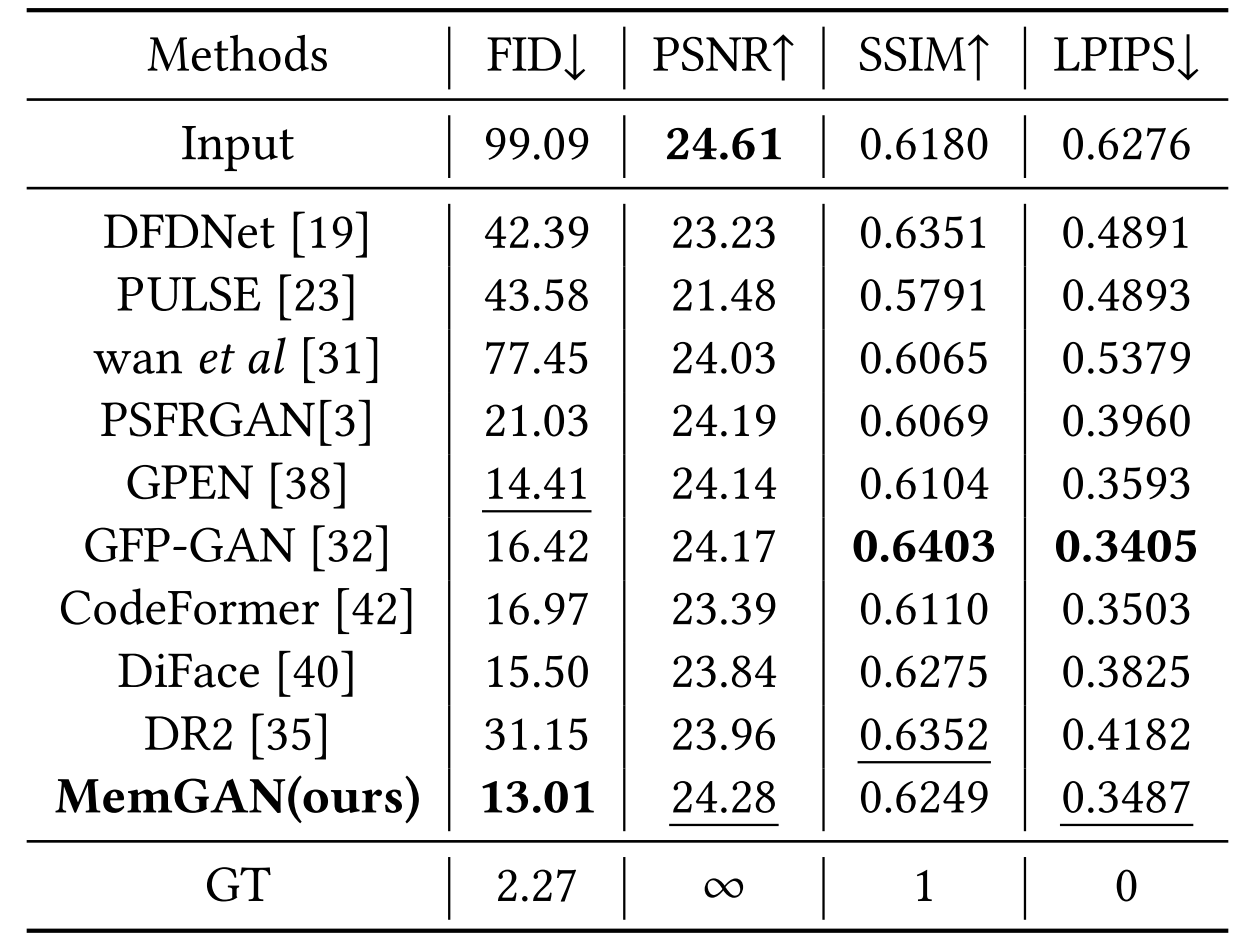 Methods FID↓ PSNR↑ SSIM↑ LPIPS↓
Input 99.09 24.61 0.6180 0.6276
DFDNet [19] 42.39 23.23 0.6351 0.4891
PULSE [23] 43.58 21.48 0.5791 0.4893
wan et al [31] 77.45 24.03 0.6065 0.5379
PSFRGAN[3] 21.03 24.19 0.6069 0.3960
GPEN [38] 14.41 24.14 0.6104 0.3593
GFP-GAN [32] 16.42 24.17 0.6403 0.3405
CodeFormer [42] 16.97 23.39 0.6110 0.3503
DiFace [40] 15.50 23.84 0.6275 0.3825
DR2 [35] 31.15 23.96 0.6352 0.4182
MemGAN(ours) 13.01 24.28 0.6249 0.3487
GT 2.27 ∞ 1 0